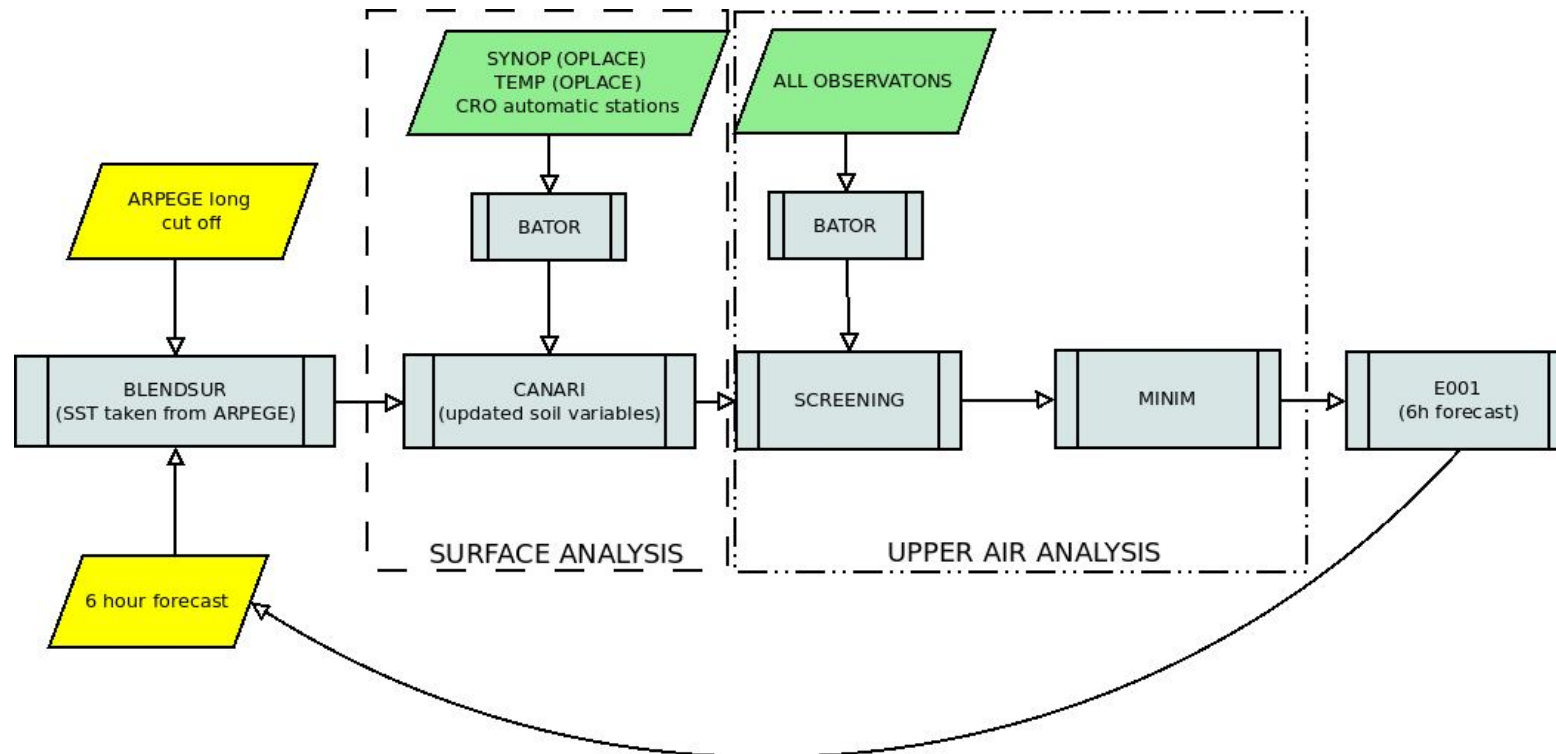 SYNOP (OPLACE)
TEMP (OPLACE)
CRO automatic stations
ALL OBSERVATONS
ARPEGE long
cut off
BATOR
BATOR
BLENDSUR
(SST taken from ARPEGE)
CANARI
(updated soil variables)
SCREENING
MINIM
E001
(6h forecast)
SURFACE ANALYSIS
UPPER AIR ANALYSIS
6 hour forecast